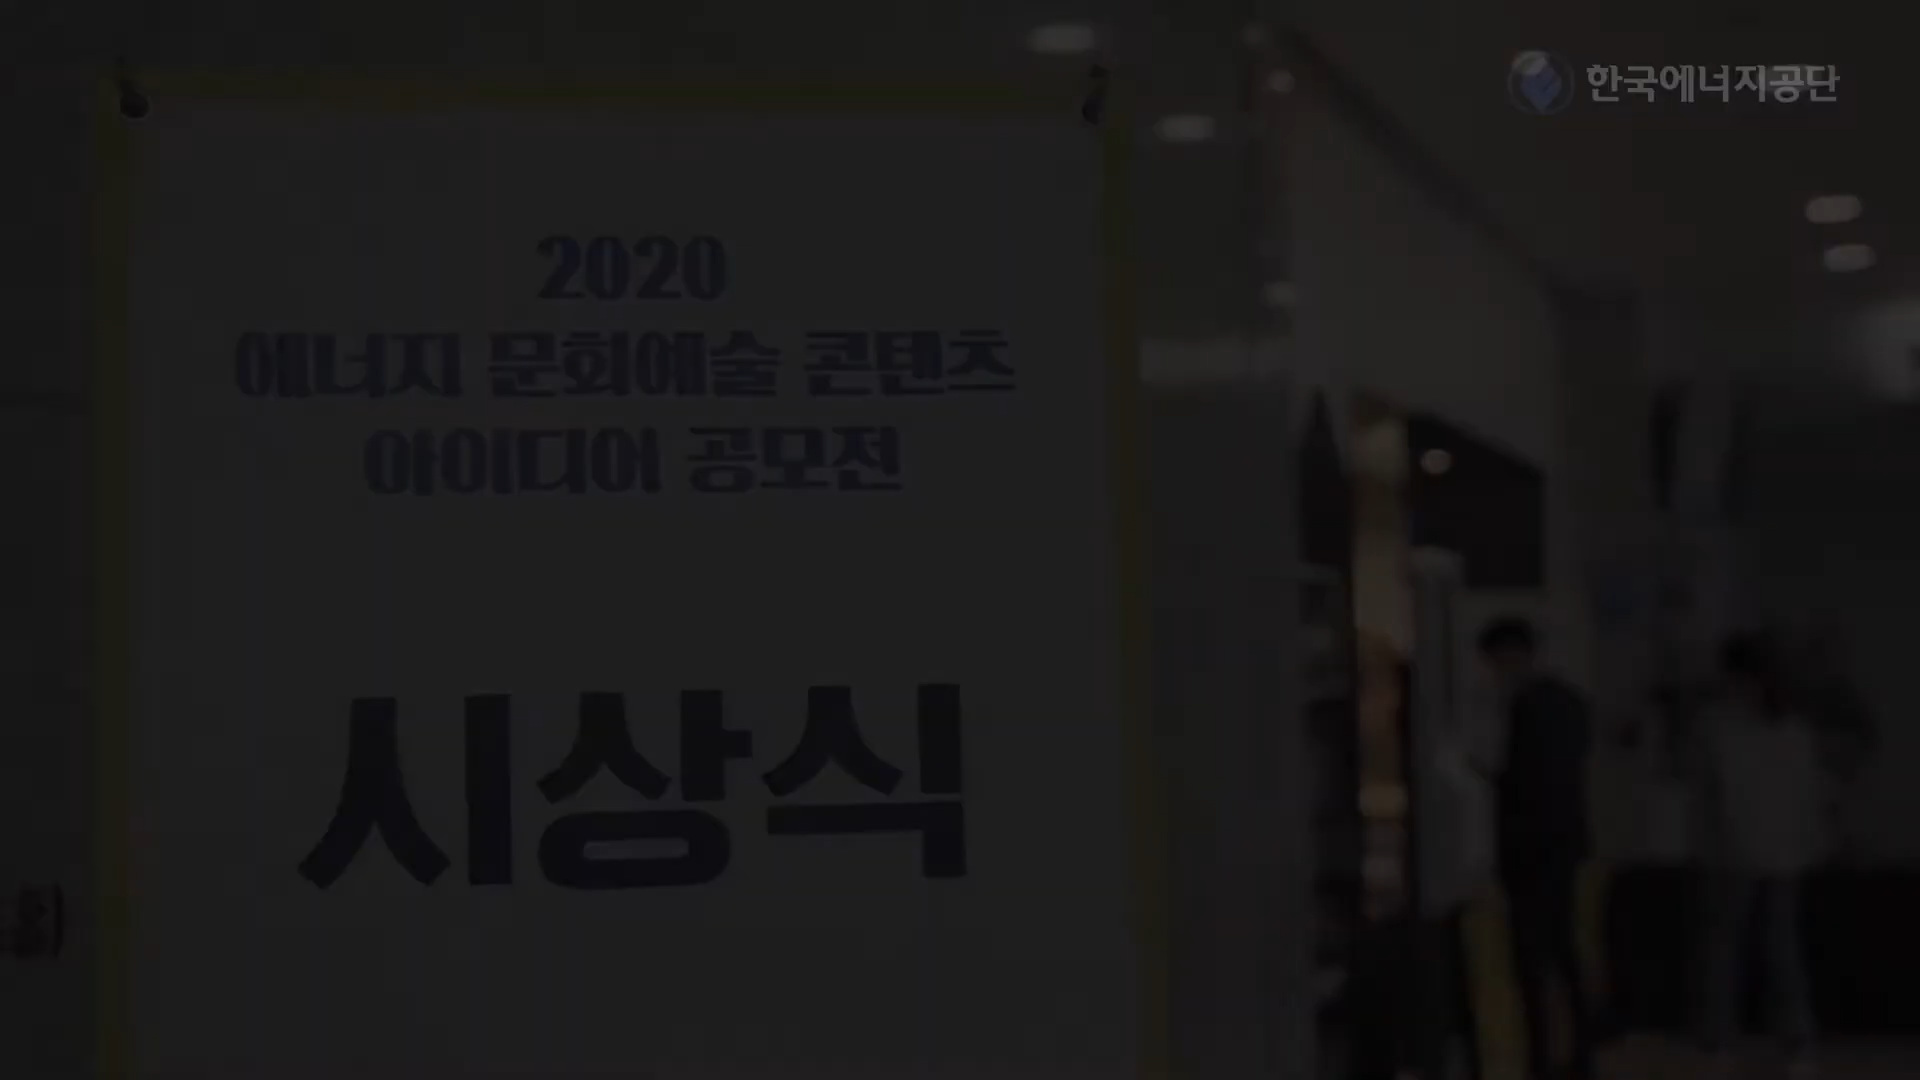 한국에너지공단
2020
에너지 문화예술 콘텐츠
아이디어 공모전
시상식